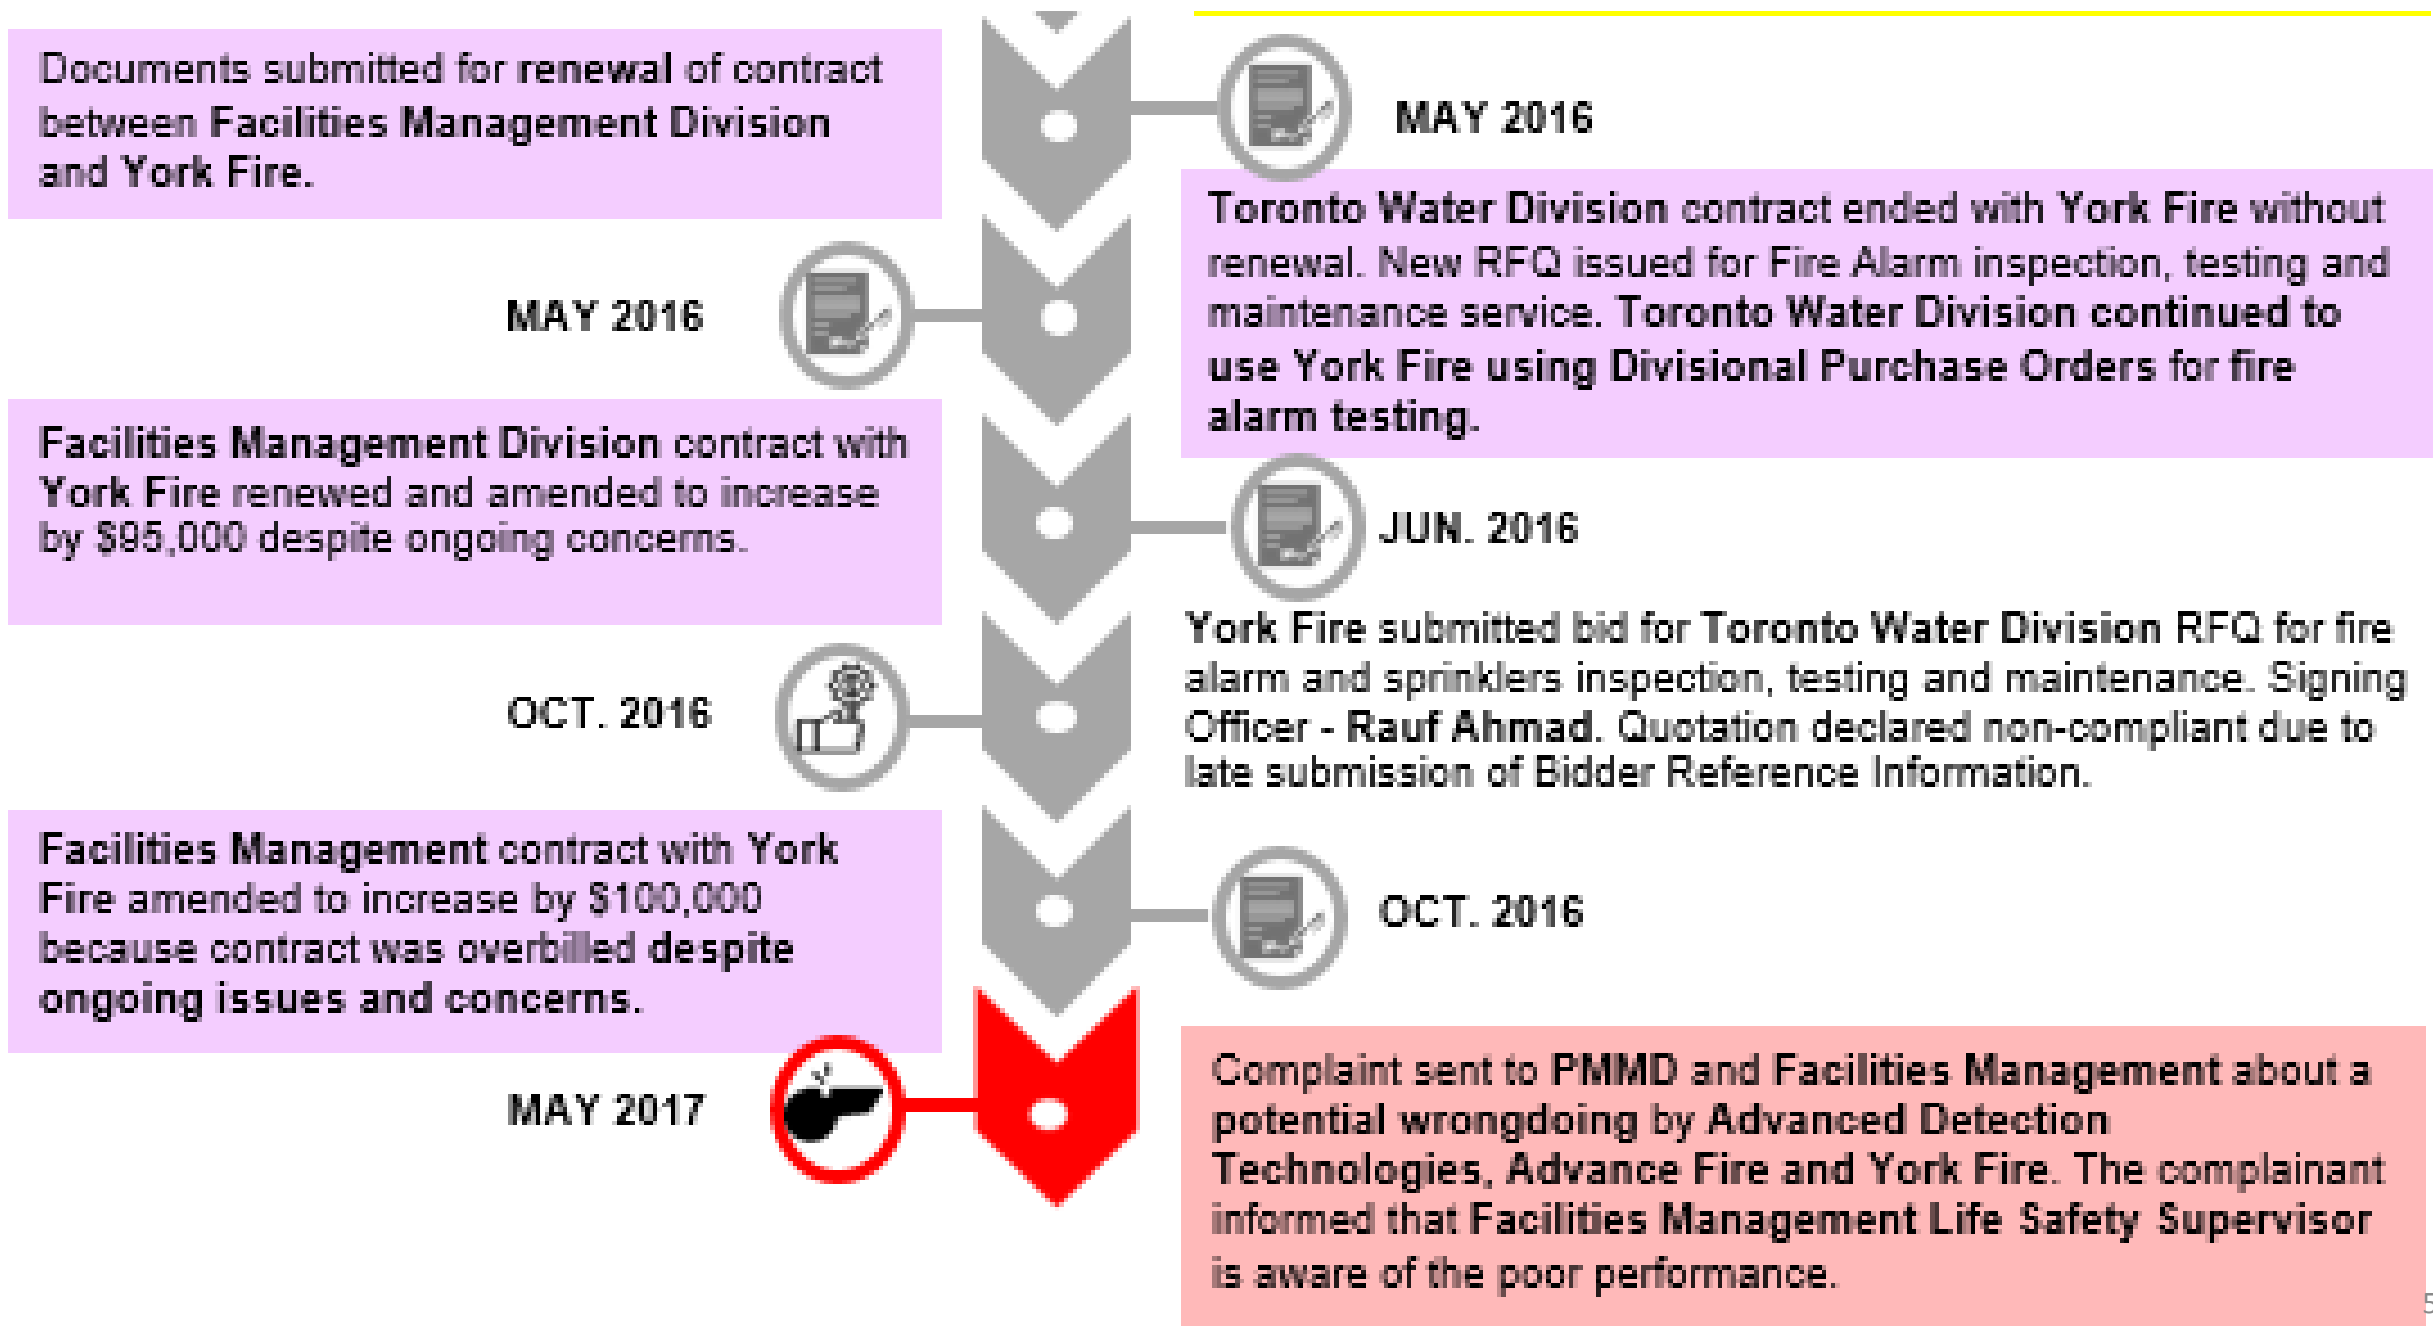 Documents submitted for renewal of contract
between Facilities Management Division
and York Fire.
MAY 2016
MAY 2016
Toronto Water Division contract ended with York Fire without
renewal. New RFQ issued for Fire Alarm inspection, testing and
maintenance service. Toronto Water Division continued to
use York Fire using Divisional Purchase Orders for fire
alarm testing.
Facilities Management Division contract with
York Fire renewed and amended to increase
by $95,000 despite ongoing concerns.
JUN. 2016
OCT. 2016
York Fire submitted bid for Toronto Water Division RFQ for fire
alarm and sprinklers inspection, testing and maintenance. Signing
Officer - Rauf Ahmad. Quotation declared non-compliant due to
late submission of Bidder Reference Information.
Facilities Management contract with York
Fire amended to increase by $100,000
because contract was overbilled despite
ongoing issues and concerns.
OCT. 2016
MAY 2017
Complaint sent to PMMD and Facilities Management about a
potential wrongdoing by Advanced Detection
Technologies, Advance Fire and York Fire. The complainant
informed that Facilities Management Life Safety Supervisor
is aware of the poor performance.
5